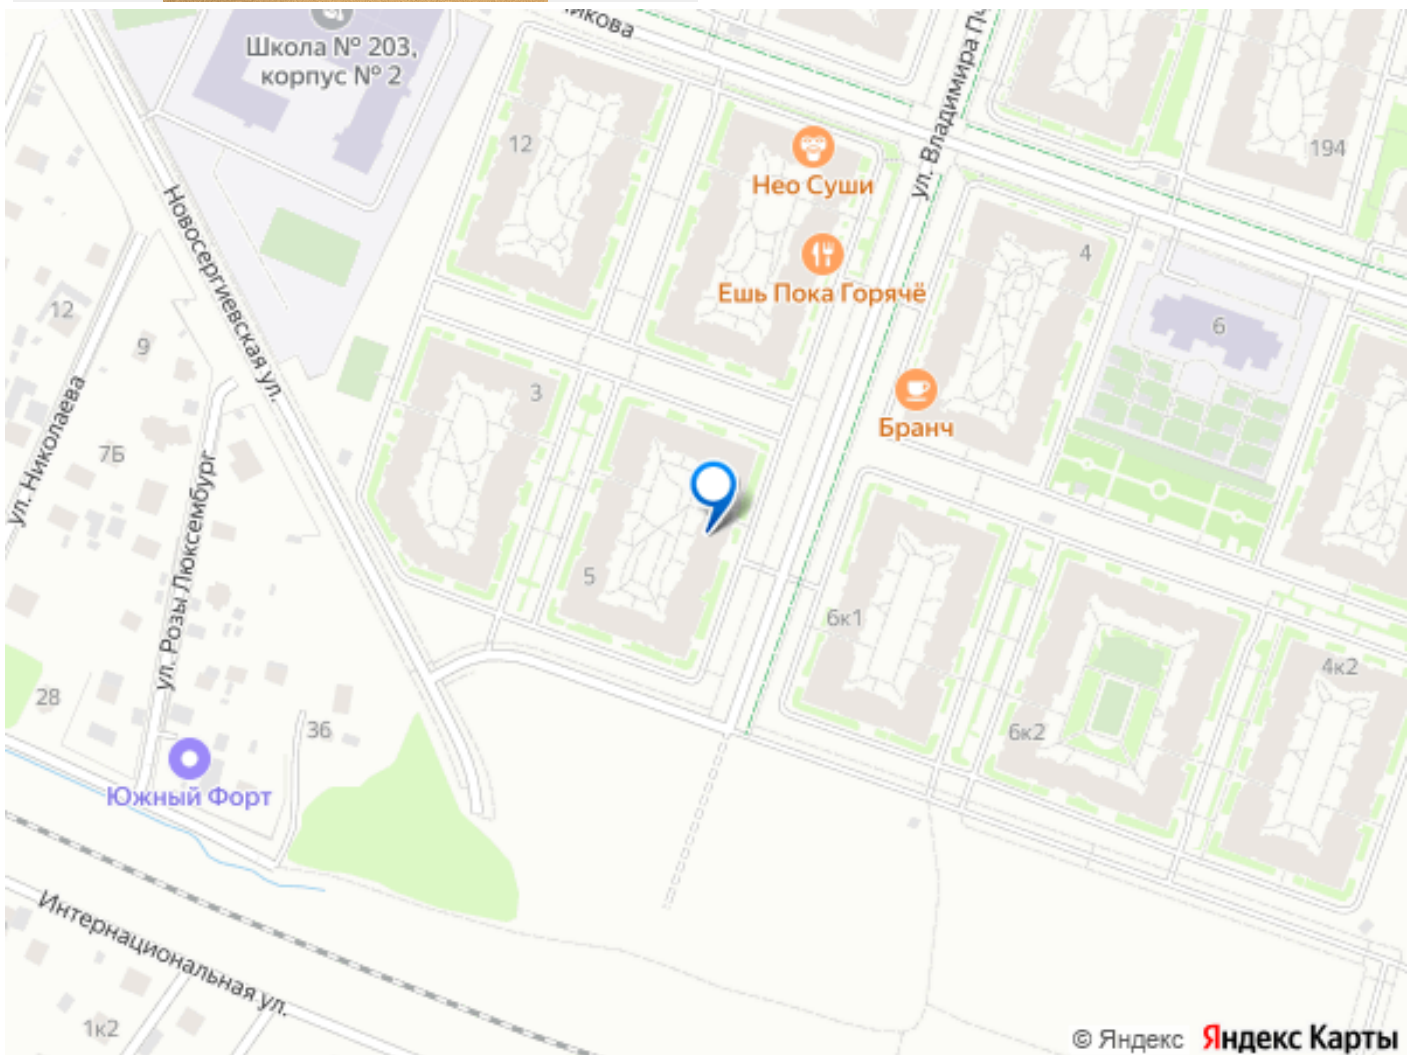 Школа № 203,
корпус № 2
никова
ул. Владимира П
12
Нео Суши
194
Новосергиевская ул.
4
Ешь Пока Горячё
12
6
9
3
Бранч
ул. Николаева
7Б
ул. Розы Люксембург
5
6к1
4к2
28
36
6к2
Южный Форт
Интернациональная ул.
1к2
© Яндекс Яндекс Карты